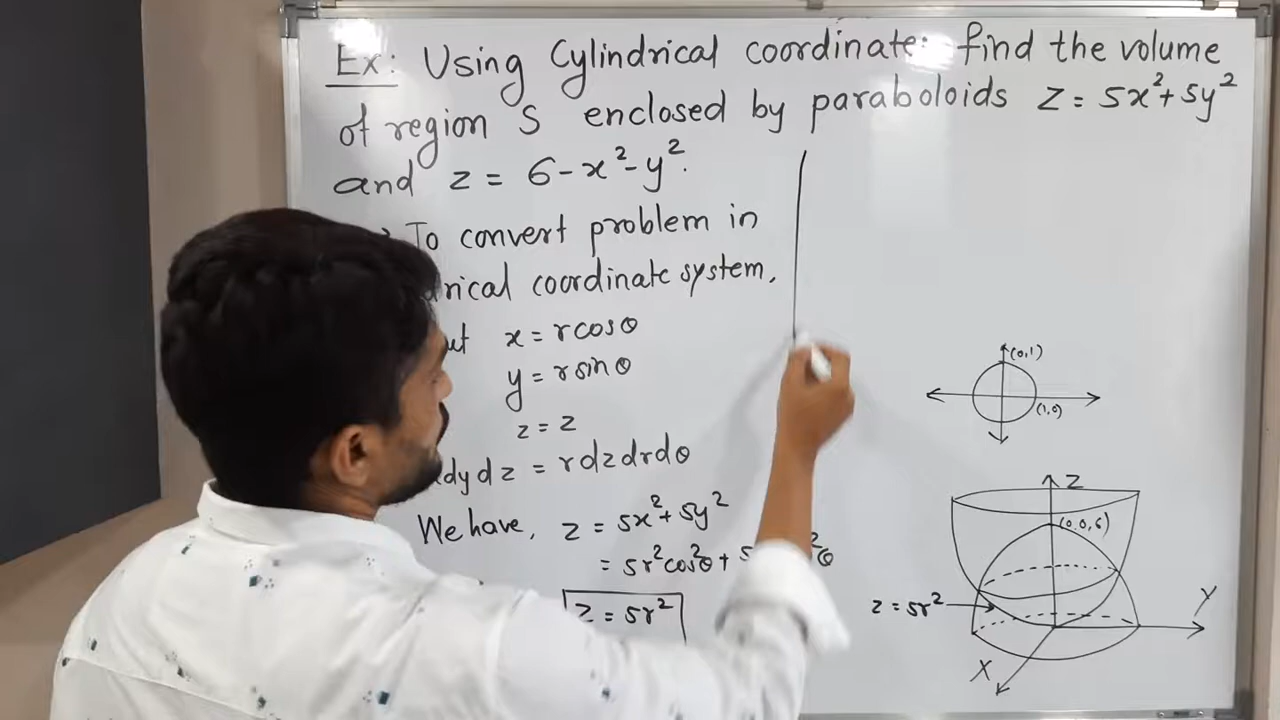 Ex: Using Cylindrical coordinate: find the volume
of region S enclosed by paraboloids z = 5x²+5y²
and z = 6-x²-y².
To convert problem in
coordinate system,
x = rcosθ
y = rsinθ
z = z
dydz = rdzdrdθ
We have, z = 5x²+5y²
= 5r²cos²θ +
z = 5r²
(0,1)
(1,0)
Z
(0,0,6)
z = 5r²
Y
X